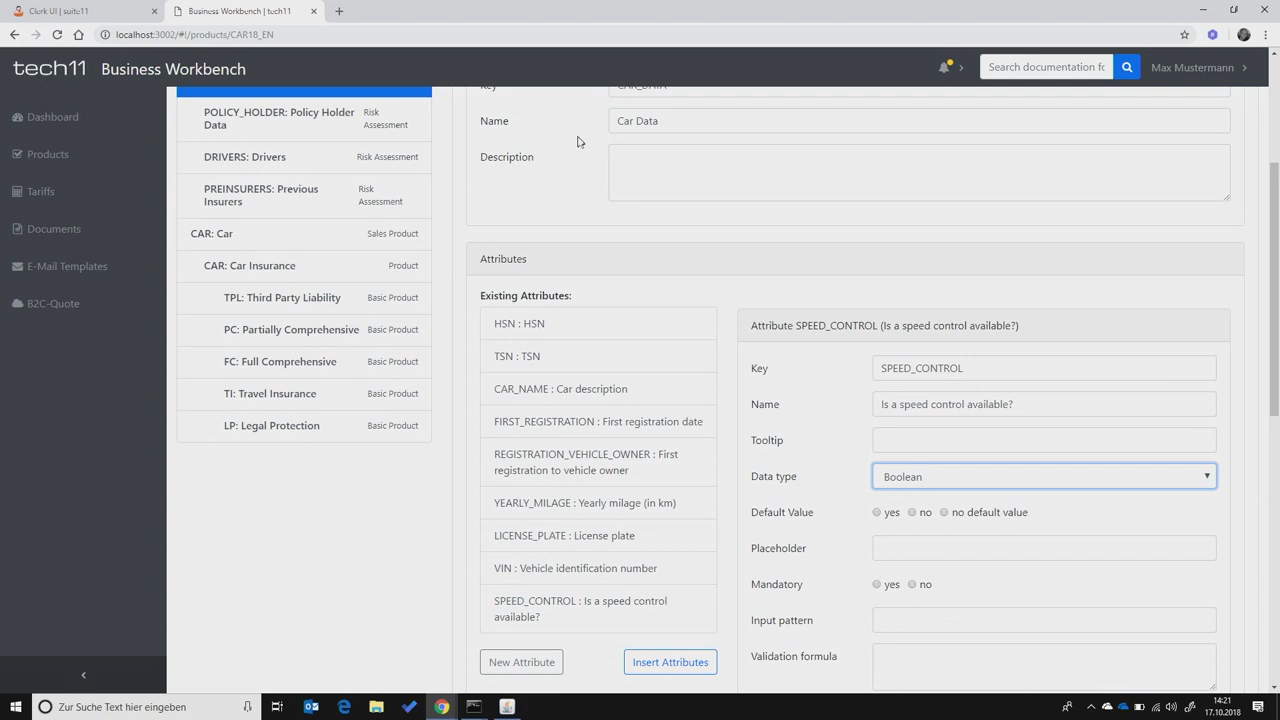 Clerk UI | suite11
Business Workbench | tech11
localhost:3002/#!/products/CAR18_EN
tech11 Business Workbench
Search documentation fo
Max Mustermann
Dashboard
Products
Tariffs
Documents
E-Mail Templates
B2C-Quote
POLICY_HOLDER: Policy Holder
Data
Risk
Assessment
DRIVERS: Drivers
Risk Assessment
PREINSURERS: Previous
Insurers
Risk
Assessment
CAR: Car
Sales Product
CAR: Car Insurance
Product
TPL: Third Party Liability
Basic Product
PC: Partially Comprehensive
Basic Product
FC: Full Comprehensive
Basic Product
TI: Travel Insurance
Basic Product
LP: Legal Protection
Basic Product
Key
CAR_DATA
Name
Car Data
Description
Attributes
Existing Attributes:
HSN : HSN
TSN : TSN
CAR_NAME : Car description
FIRST_REGISTRATION : First registration date
REGISTRATION_VEHICLE_OWNER : First
registration to vehicle owner
YEARLY_MILAGE : Yearly milage (in km)
LICENSE_PLATE : License plate
VIN : Vehicle identification number
SPEED_CONTROL : Is a speed control
available?
New Attribute
Insert Attributes
Attribute SPEED_CONTROL (Is a speed control available?)
Key
SPEED_CONTROL
Name
Is a speed control available?
Tooltip
Data type
Boolean
Default Value
yes no no default value
Placeholder
Mandatory
yes no
Input pattern
Validation formula
Zur Suche Text hier eingeben
14:21
17.10.2018